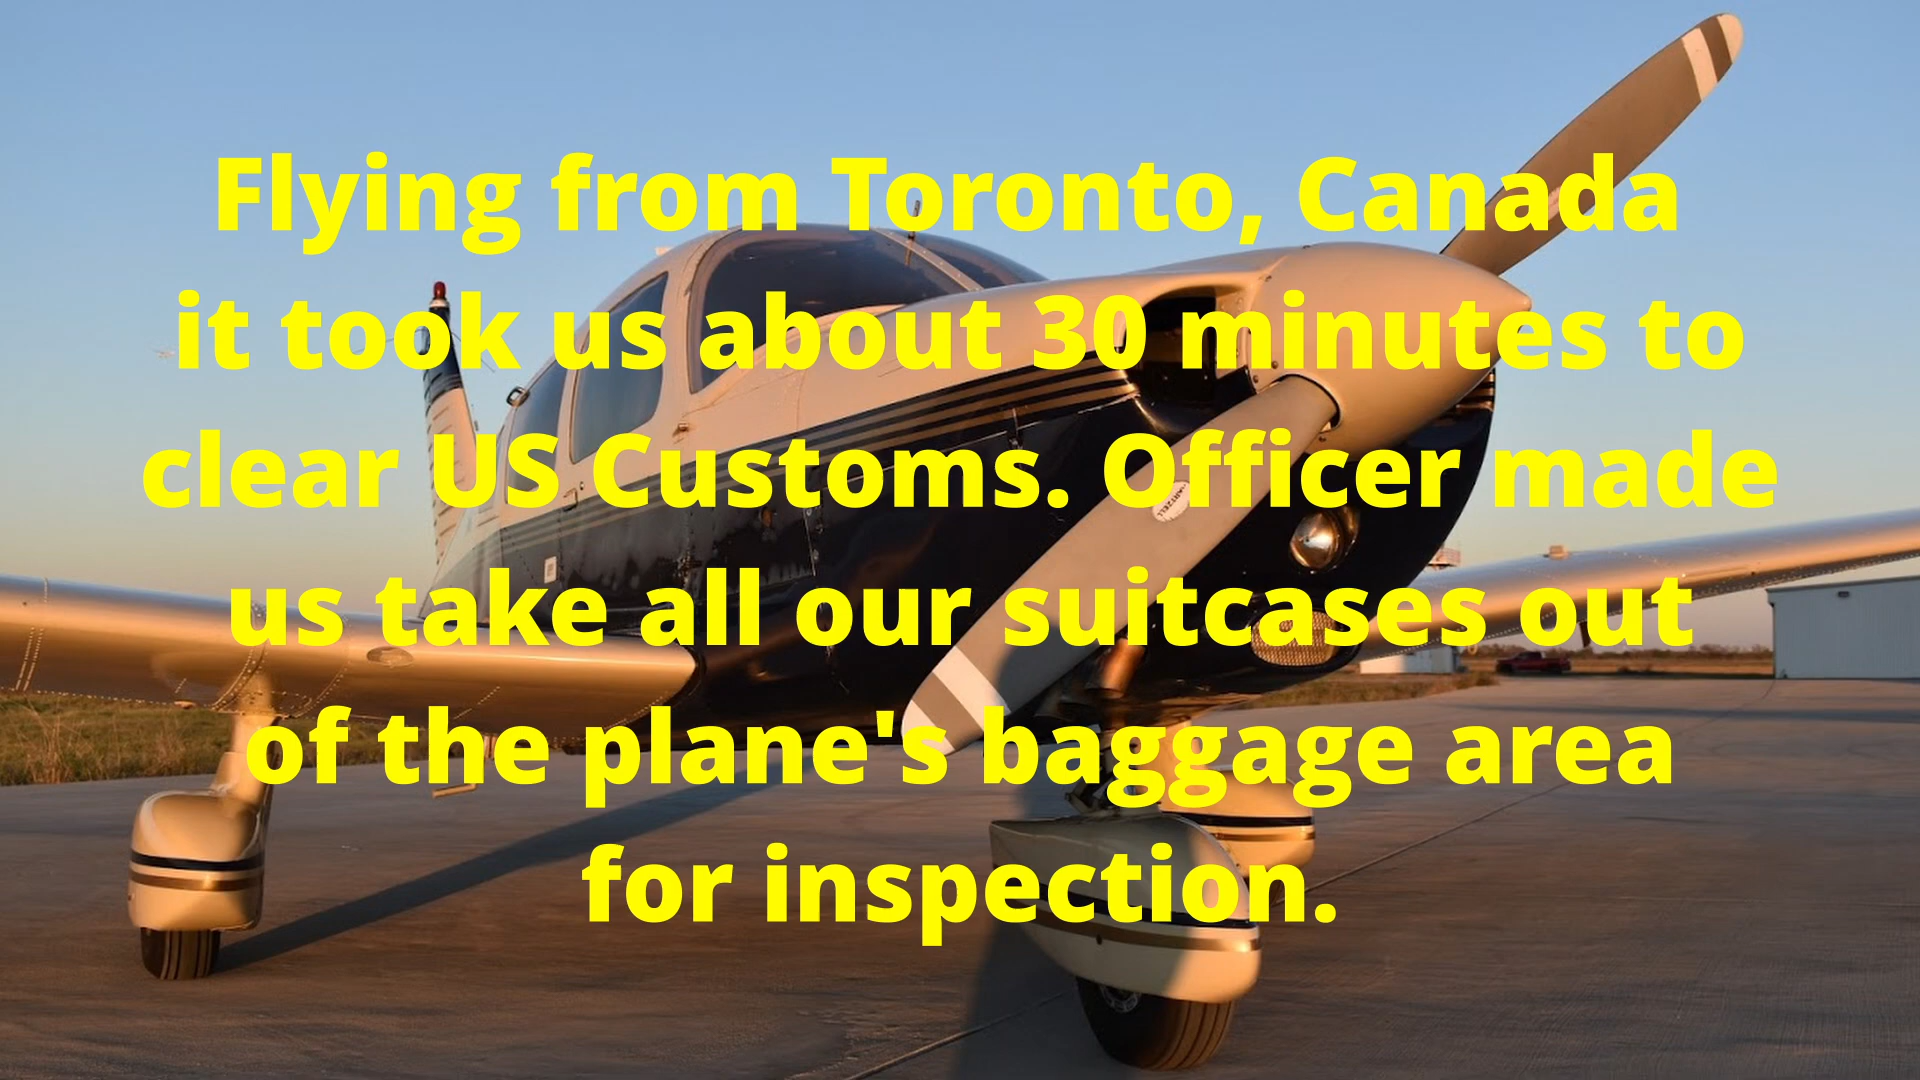 Flying from Toronto, Canada
it took us about 30 minutes to
clear US Customs. Officer made
us take all our suitcases out
of the plane's baggage area
for inspection.
HARTZELL